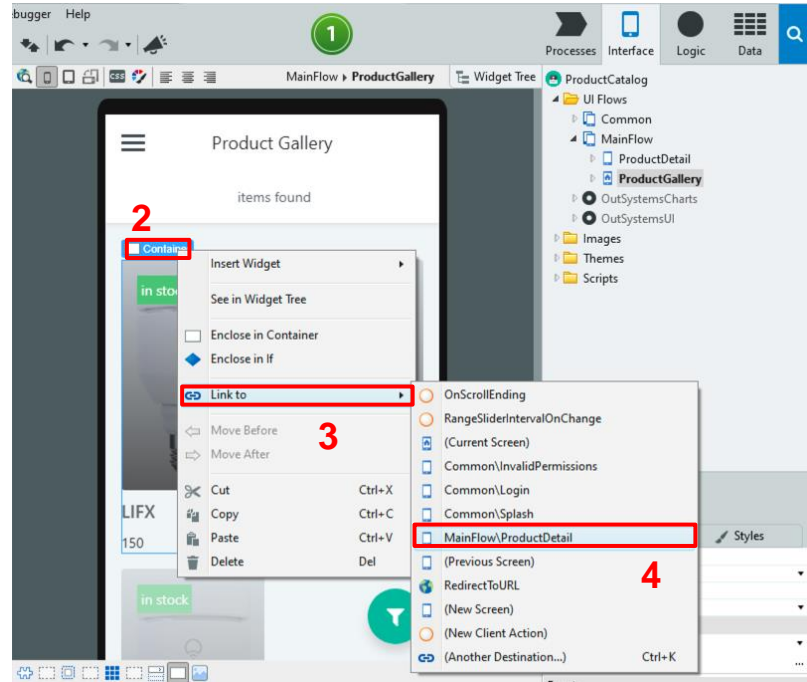 ebugger Help
1
Processes Interface Logic Data
css
MainFlow ▸ ProductGallery
Widget Tree
ProductCatalog
UI Flows
Common
MainFlow
ProductDetail
ProductGallery
OutSystemsCharts
OutSystemsUI
Images
Themes
Scripts
Product Gallery
items found
2
Containe
in sto
LIFX
150
in stock
Insert Widget
See in Widget Tree
Enclose in Container
Enclose in If
Link to
3
Move Before
Move After
Cut Ctrl+X
Copy Ctrl+C
Paste Ctrl+V
Delete Del
OnScrollEnding
RangeSliderIntervalOnChange
(Current Screen)
Common\InvalidPermissions
Common\Login
Common\Splash
MainFlow\ProductDetail
(Previous Screen)
4
RedirectToURL
(New Screen)
(New Client Action)
(Another Destination...) Ctrl+K
Styles
...